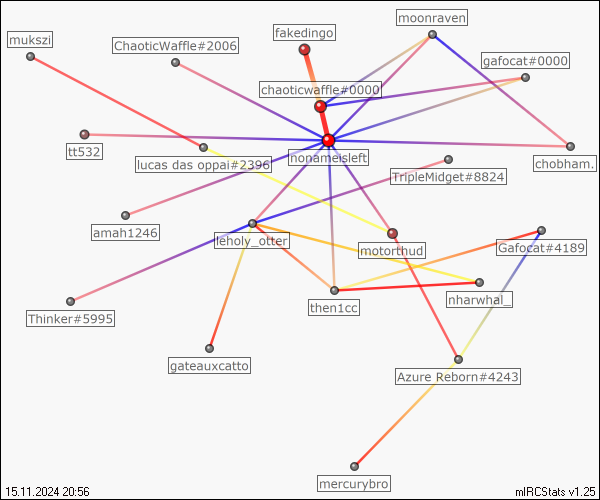 moonraven
fakedingo
mukszi
ChaoticWaffle#2006
gafocat#0000
chaoticwaffle#0000
tt532
nonameisleft
lucas das oppai#2396
chobham.
TripleMidget#8824
amah1246
leholy_otter
motorthud
Gafocat#4189
nharwhal_
then1cc
Thinker#5995
gateauxcatto
Azure Reborn#4243
mercurybro
15.11.2024 20:56
mIRCStats v1.25